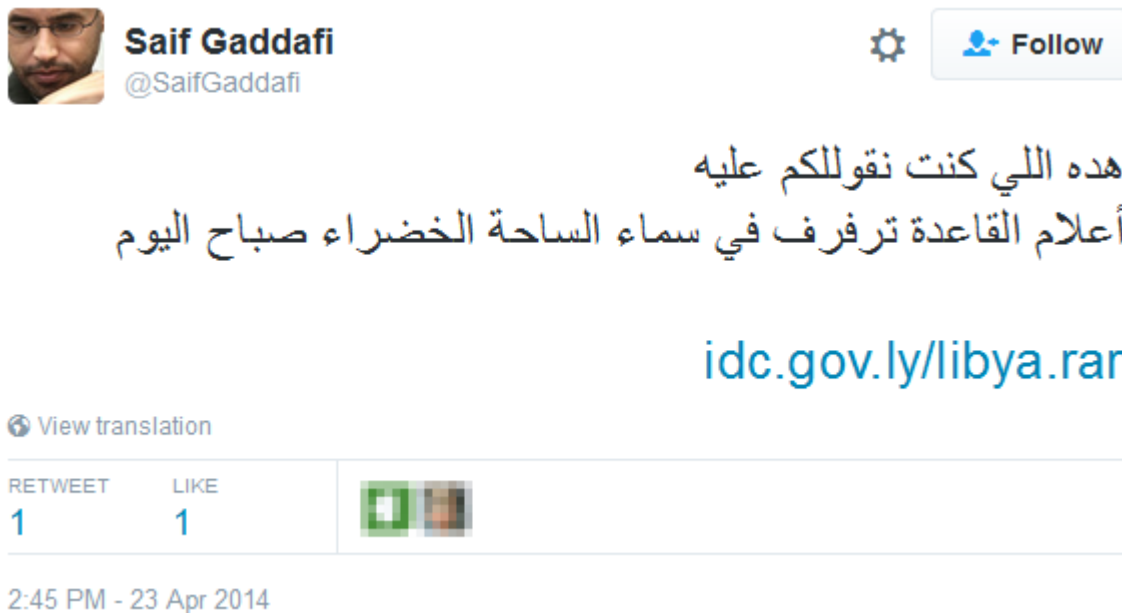 Saif Gaddafi
@SaifGaddafi
Follow
هده اللي كنت نقوللكم عليه
أعلام القاعدة ترفرف في سماء الساحة الخضراء صباح اليوم
idc.gov.ly/libya.rar
View translation
RETWEET LIKE
1 1
2:45 PM - 23 Apr 2014